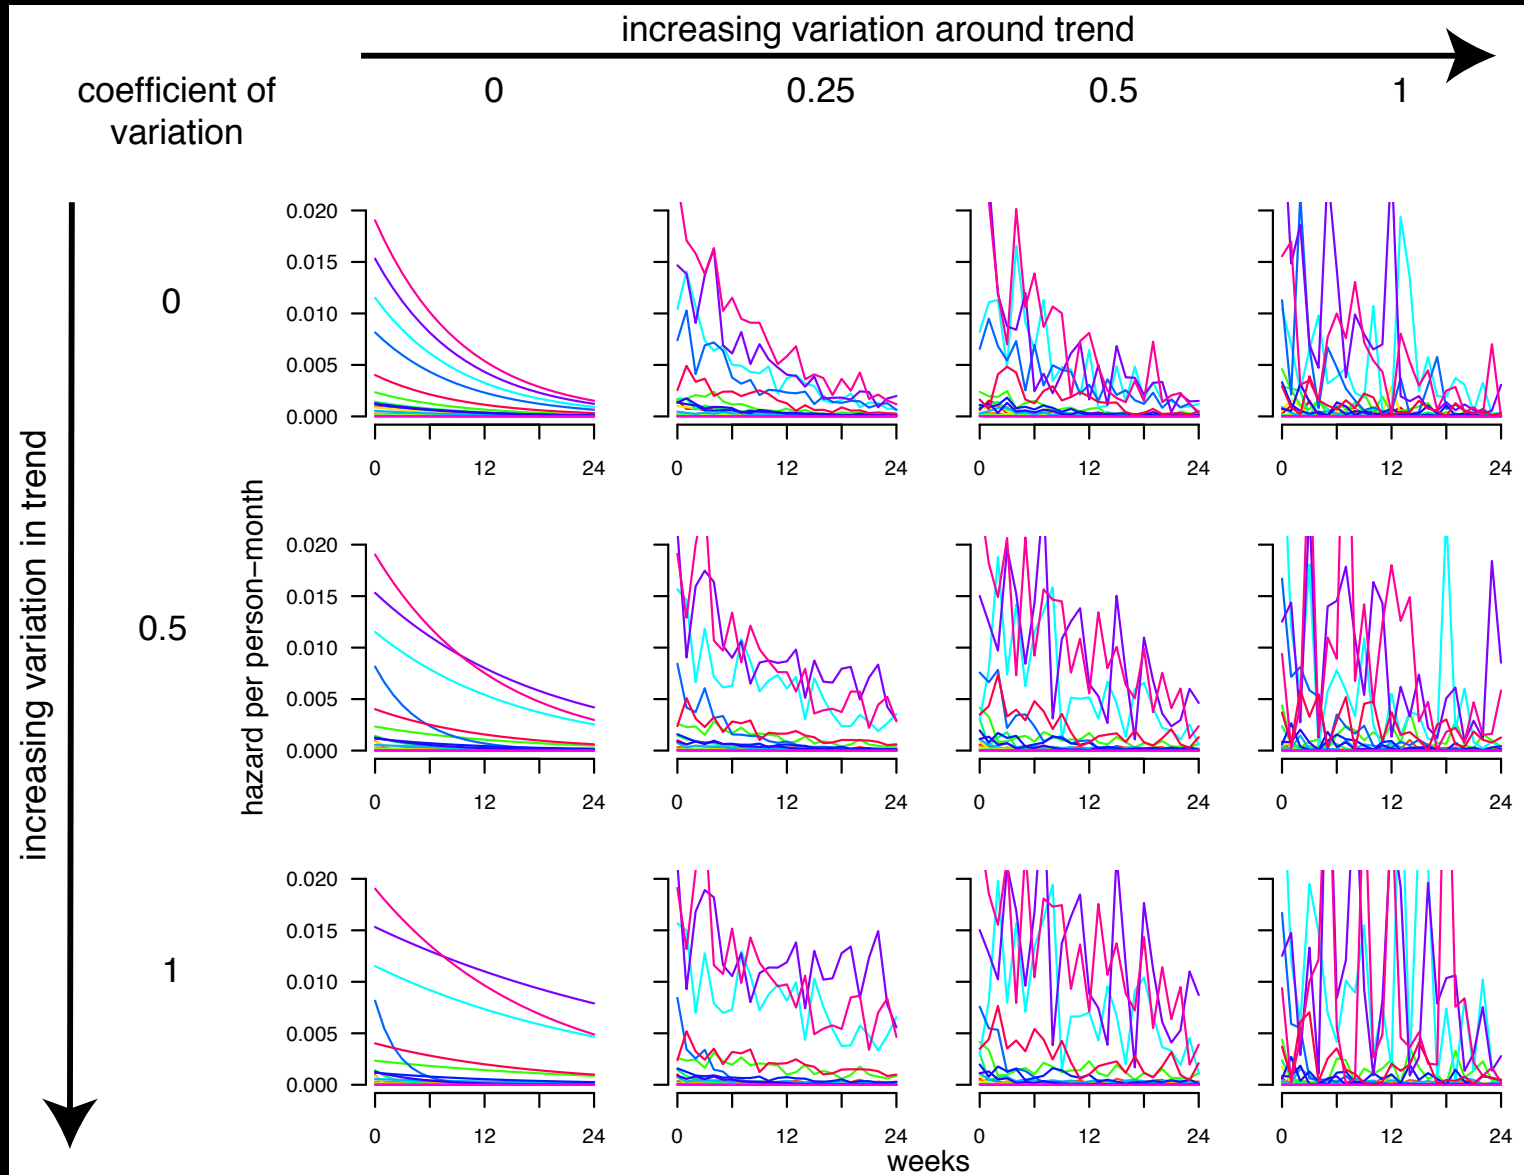 increasing variation around trend
coefficient of
variation
0 0.25 0.5 1
increasing variation in trend
hazard per person−month
0
0.020
0.015
0.010
0.005
0.000
0 12 24 0 12 24 0 12 24 0 12 24
0.5
0.020
0.015
0.010
0.005
0.000
0 12 24 0 12 24 0 12 24 0 12 24
1
0.020
0.015
0.010
0.005
0.000
0 12 24 0 12 24 0 12 24 0 12 24
weeks